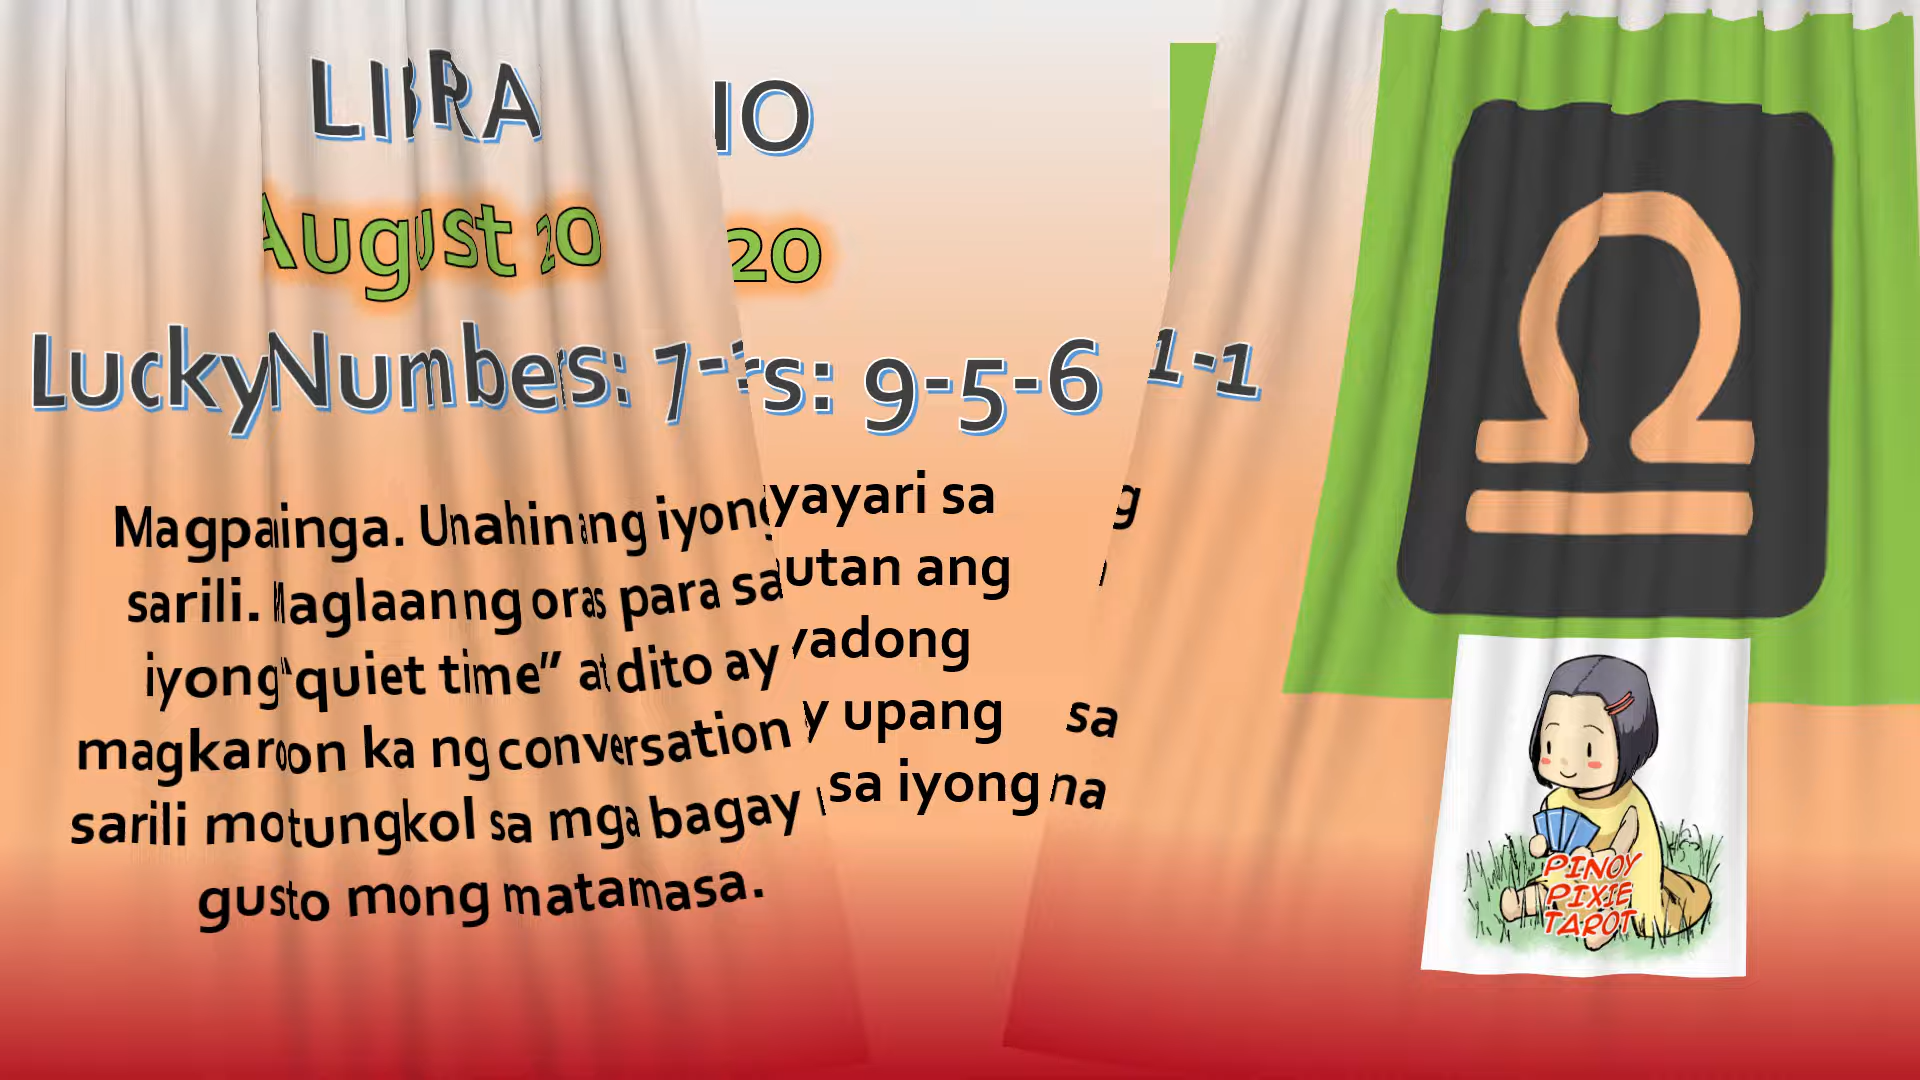 LIBRA
IO
August 20
20
LuckyNumbers: 7-
rs: 9-5-6
1-1
Magpainga. Unahin ang iyong
sarili. Maglaan ng oras para sa
iyong “quiet time” at dito ay
magkaroon ka ng conversation
sarili mo tungkol sa mga bagay
gusto mong matamasa.
yayari sa
utan ang
yadong
y upang
sa iyong
g
sa
na
PINOY
PIXIE
TAROT